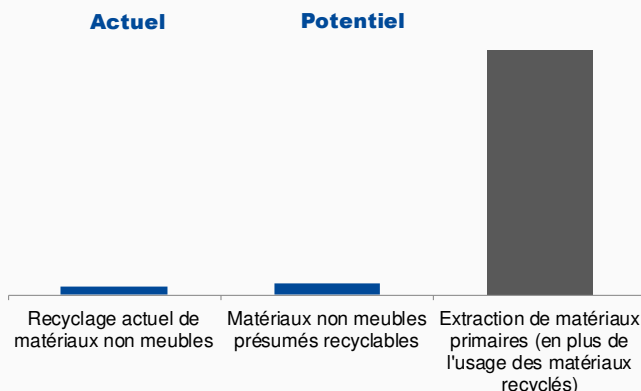 Actuel
Potentiel
Recyclage actuel de
matériaux non meubles
Matériaux non meubles
présumés recyclables
Extraction de matériaux
primaires (en plus de
l'usage des matériaux
recyclés)